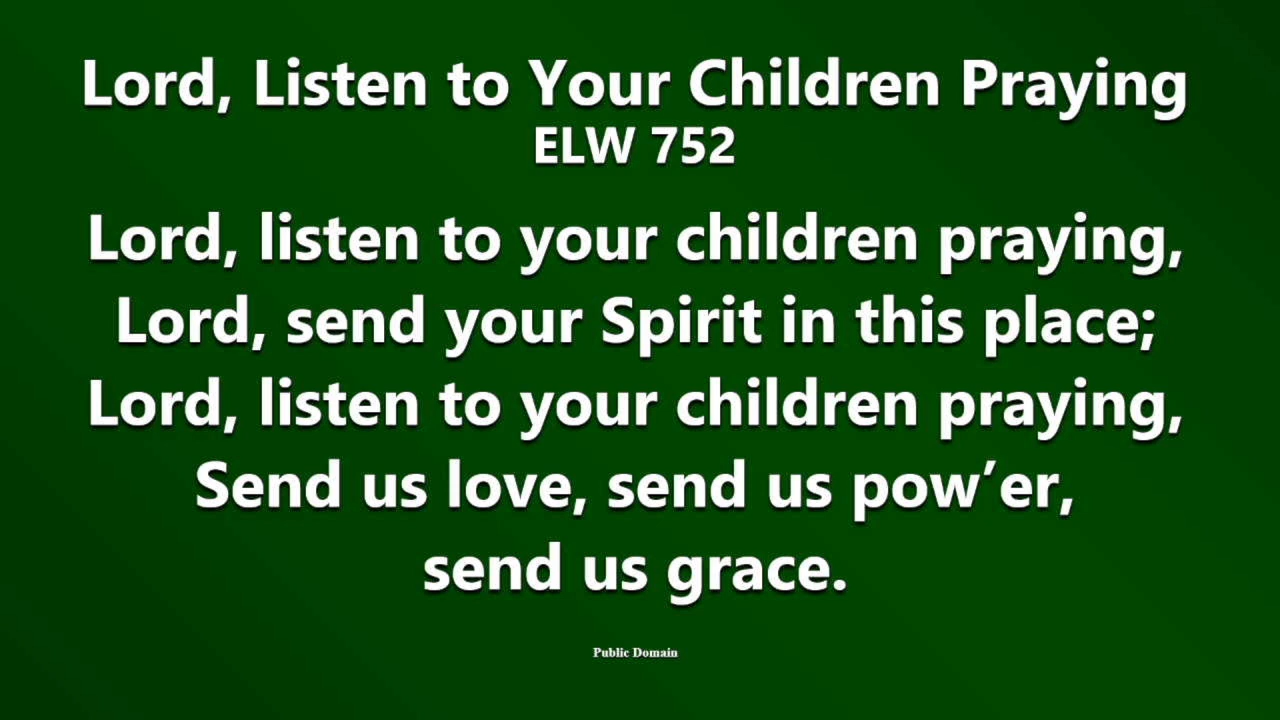 Lord, Listen to Your Children Praying
ELW 752
Lord, listen to your children praying,
Lord, send your Spirit in this place;
Lord, listen to your children praying,
Send us love, send us pow’er,
send us grace.
Public Domain